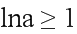 lna ≥ 1